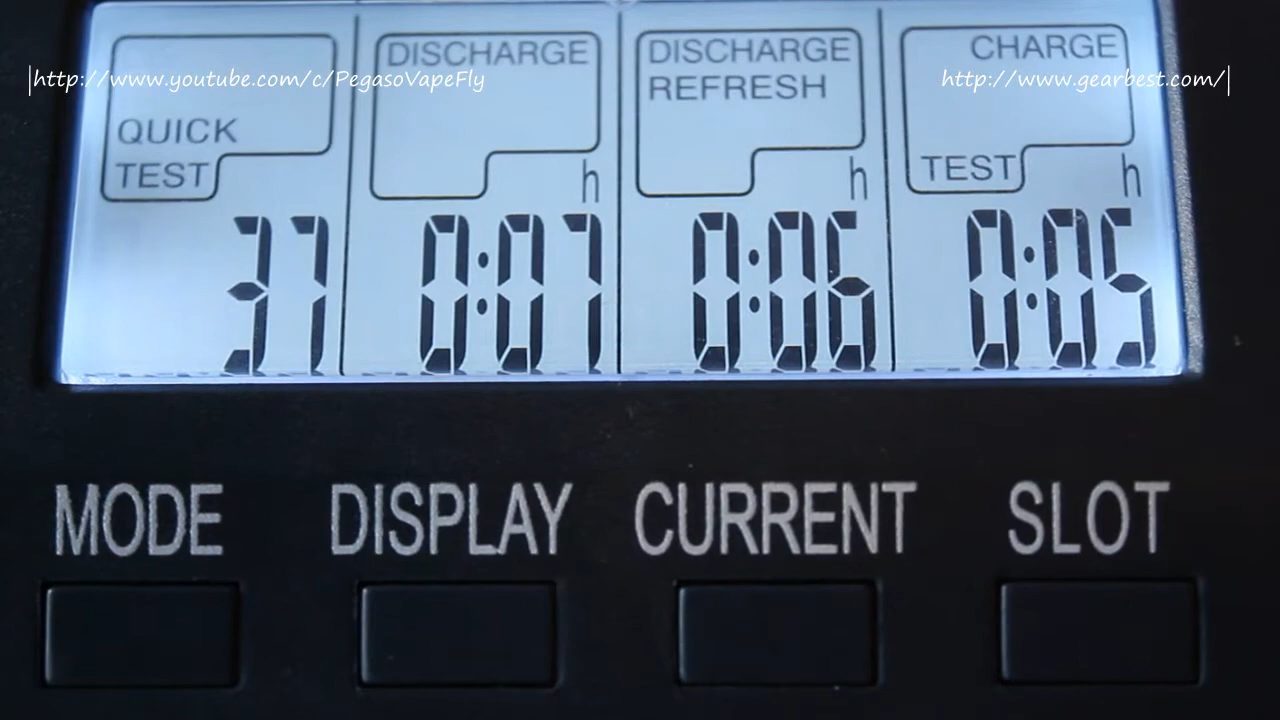 |http://www.youtube.com/c/PegasoVapeFly
http://www.gearbest.com/|
QUICK
TEST
DISCHARGE
DISCHARGE
REFRESH
CHARGE
TEST
h
h
h
37
0:07
0:06
0:05
MODE
DISPLAY
CURRENT
SLOT